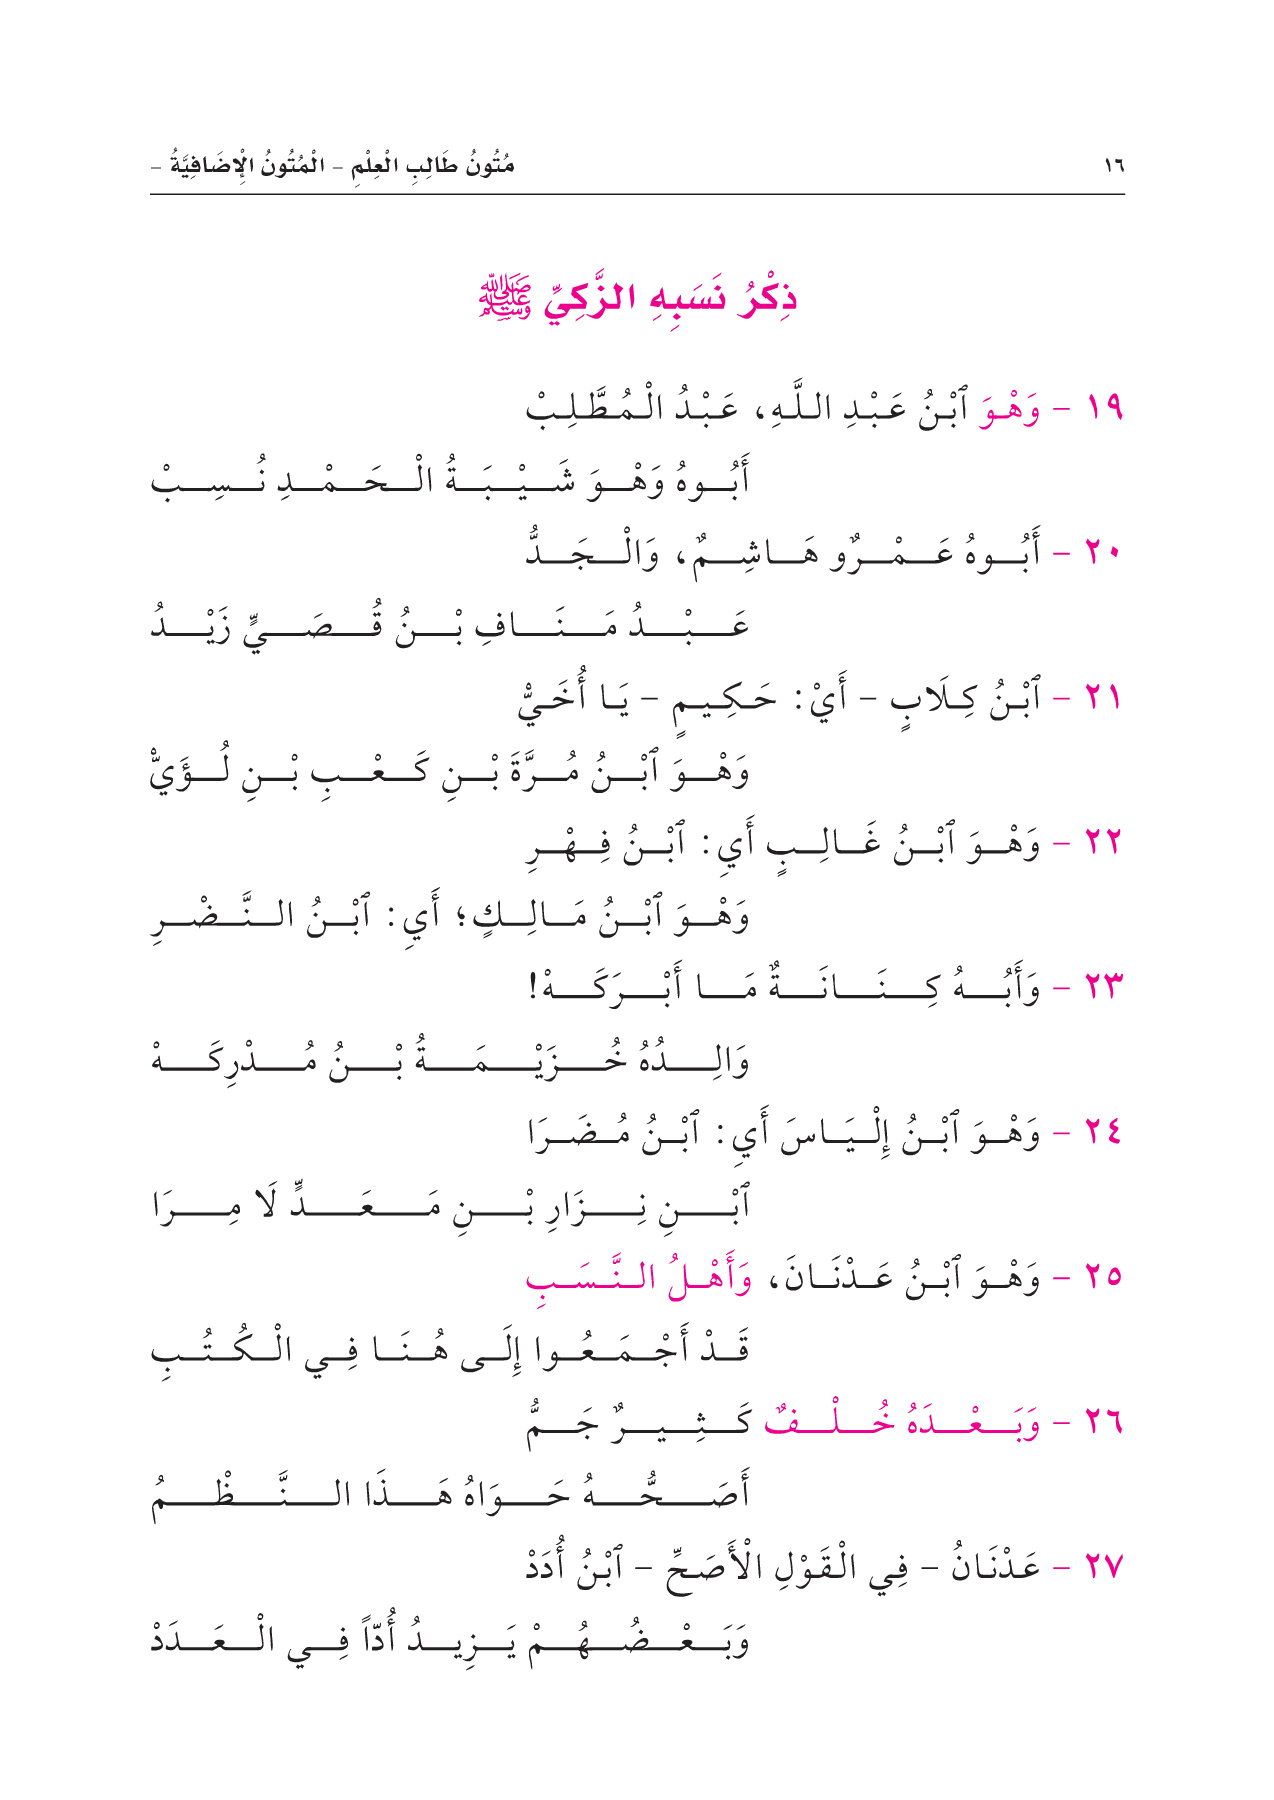 ١٦ مُتُونُ طَالِبِ الْعِلْمِ - الْمُتُونُ الْإِضَافِيَّةُ -
ذِكْرُ نَسَبِهِ الزَّكِيِّ ﷺ
١٩ - وَهْوَ ٱبْنُ عَبْدِ اللَّهِ، عَبْدُ الْمُطَّلِبْ
أَبُوهُ وَهْوَ شَيْبَةُ الْحَمْدِ نُسِبْ
٢٠ - أَبُوهُ عَمْرٌو هَاشِمٌ، وَالْجَدُّ
عَبْدُ مَنَافِ بْنُ قُصَيٍّ زَيْدُ
٢١ - ٱبْنُ كِلَابٍ - أَيْ: حَكِيمٍ - يَا أُخَيُّ
وَهْوَ ٱبْنُ مُرَّةَ بْنِ كَعْبِ بْنِ لُؤَيُّ
٢٢ - وَهْوَ ٱبْنُ غَالِبٍ أَيِ: ٱبْنُ فِهْرِ
وَهْوَ ٱبْنُ مَالِكٍ؛ أَيِ: ٱبْنُ النَّضْرِ
٢٣ - وَأَبُهُ كِنَانَةٌ مَا أَبْرَكَهْ!
وَالِدُهُ خُزَيْمَةُ بْنُ مُدْرِكَهْ
٢٤ - وَهْوَ ٱبْنُ إِلْيَاسَ أَيِ: ٱبْنُ مُضَرَا
ٱبْنِ نِزَارِ بْنِ مَعَدٍّ لَا مِرَا
٢٥ - وَهْوَ ٱبْنُ عَدْنَانَ، وَأَهْلُ النَّسَبِ
قَدْ أَجْمَعُوا إِلَى هُنَا فِي الْكُتُبِ
٢٦ - وَبَعْدَهُ خُلْفٌ كَثِيرٌ جَمُّ
أَصَحُّهُ حَوَاهُ هَذَا النَّظْمُ
٢٧ - عَدْنَانُ - فِي الْقَوْلِ الْأَصَحِّ - ٱبْنُ أُدَدْ
وَبَعْضُهُمْ يَزِيدُ أُدّاً فِي الْعَدَدْ